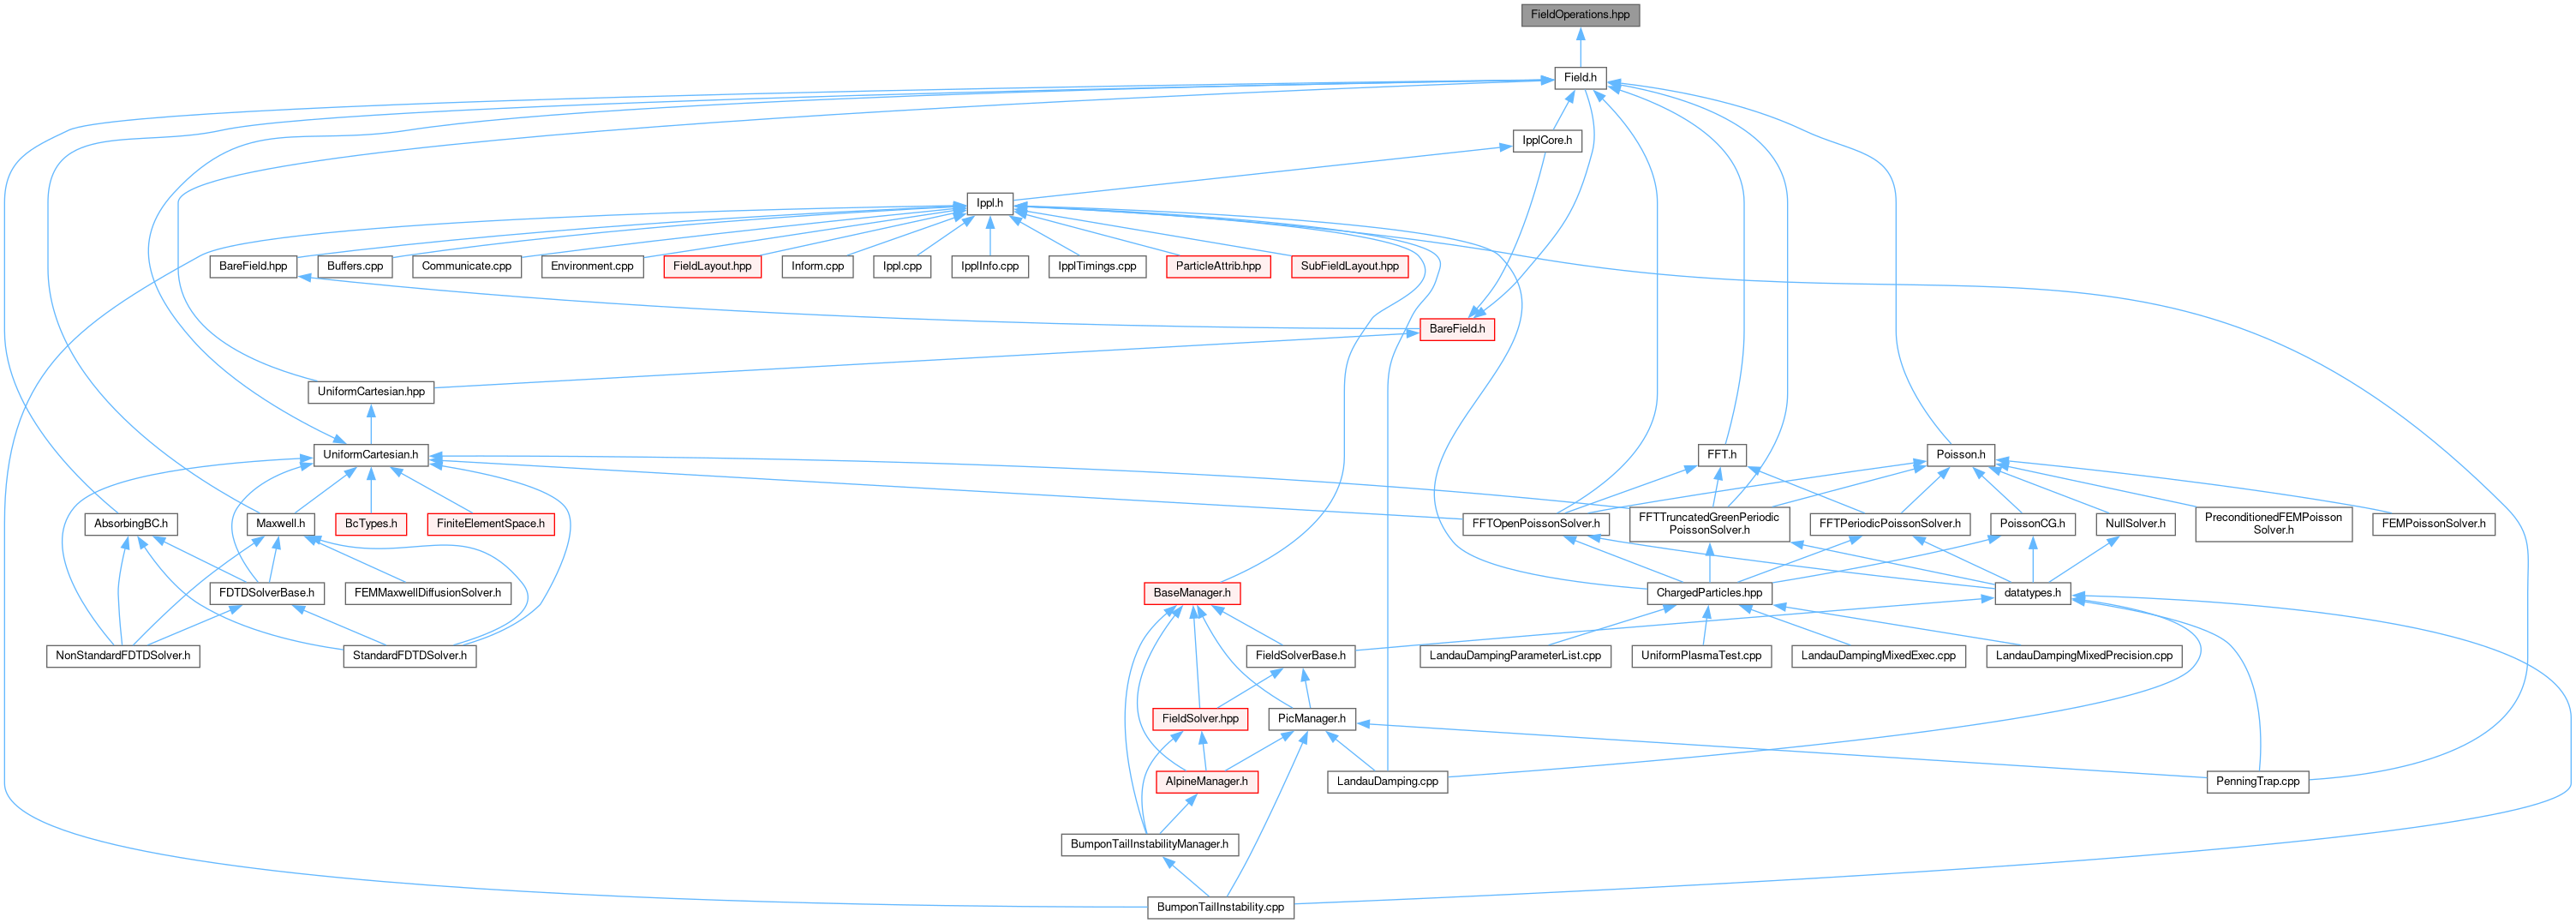 FieldOperations.hpp
Field.h
IpplCore.h
Ippl.h
BareField.hpp
Buffers.cpp
Communicate.cpp
Environment.cpp
FieldLayout.hpp
Inform.cpp
Ippl.cpp
IpplInfo.cpp
IpplTimings.cpp
ParticleAttrib.hpp
SubFieldLayout.hpp
BareField.h
UniformCartesian.hpp
UniformCartesian.h
FFT.h
Poisson.h
AbsorbingBC.h
Maxwell.h
BcTypes.h
FiniteElementSpace.h
FFTOpenPoissonSolver.h
FFTTruncatedGreenPeriodic
PoissonSolver.h
FFTPeriodicPoissonSolver.h
PoissonCG.h
NullSolver.h
PreconditionedFEMPoisson
Solver.h
FEMPoissonSolver.h
FDTDSolverBase.h
FEMMaxwellDiffusionSolver.h
BaseManager.h
ChargedParticles.hpp
datatypes.h
NonStandardFDTDSolver.h
StandardFDTDSolver.h
FieldSolverBase.h
LandauDampingParameterList.cpp
UniformPlasmaTest.cpp
LandauDampingMixedExec.cpp
LandauDampingMixedPrecision.cpp
FieldSolver.hpp
PicManager.h
AlpineManager.h
LandauDamping.cpp
PenningTrap.cpp
BumponTailInstabilityManager.h
BumponTailInstability.cpp